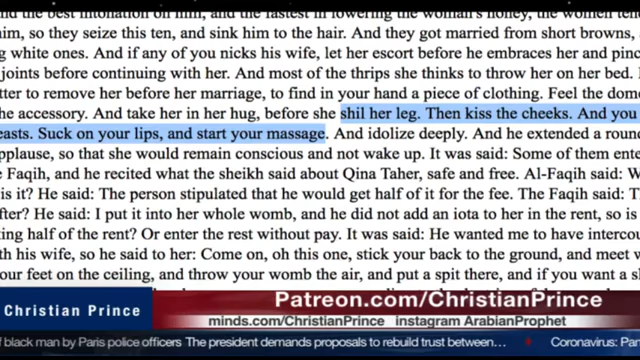 and the best intonation on him, and the fastest in lowering the woman's honey, the women
him, so they seize this ten, and sink him to the hair. And they got married from short browns, a
g white ones. And if any of you nicks his wife, let her escort before he embraces her and pinc
joints before continuing with her. And most of the thrips she thinks to throw her on her bed. I
tter to remove her before her marriage, to find in your hand a piece of clothing. Feel the dome
he accessory. And take her in her hug, before she shil her leg. Then kiss the cheeks. And you
easts. Suck on your lips, and start your massage. And idolize deeply. And he extended a round
pplause, so that she would remain conscious and not wake up. It was said: Some of them ente
e Faqih, and he recited what the sheikh said about Qina Taher, safe and free. Al-Faqih said: W
is it? He said: The person stipulated that he would get half of it for the fee. The Faqih said: T
fter? He said: I put it into her whole womb, and he did not add an iota to her in the rent, so is
king half of the rent? Or enter the rest without pay. It was said: He wanted me to have interco
th his wife, so he said to her: Come on, oh this one, stick your back to the ground, and meet w
our feet on the ceiling, and throw your womb the air, and put a spit there, and if you want a s
Christian Prince
Patreon.com/ChristianPrince
minds.com/ChristianPrince instagram ArabianProphet
f black man by Paris police officers The president demands proposals to rebuild trust between… Coronavirus: Par